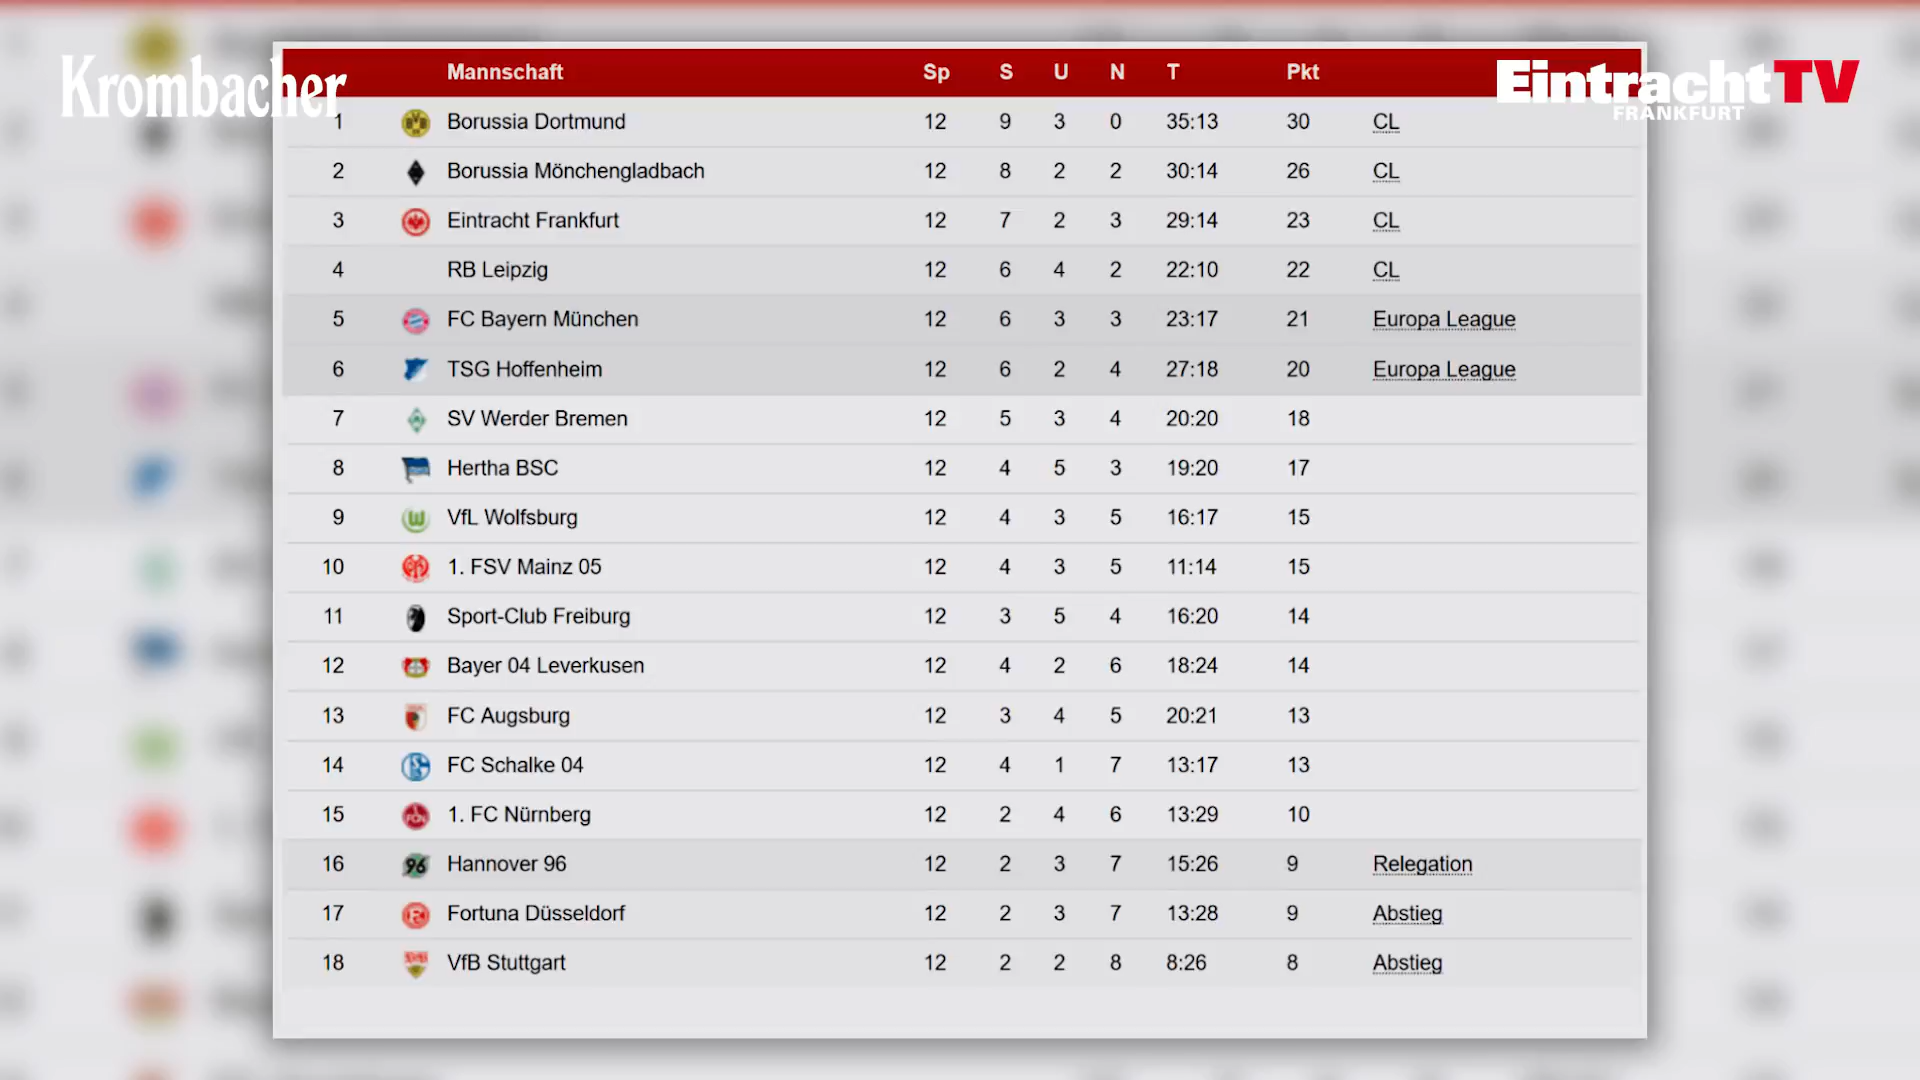 Krombacher
Eintracht TV
FRANKFURT
Mannschaft Sp S U N T Pkt
1 Borussia Dortmund 12 9 3 0 35:13 30 CL
2 Borussia Mönchengladbach 12 8 2 2 30:14 26 CL
3 Eintracht Frankfurt 12 7 2 3 29:14 23 CL
4 RB Leipzig 12 6 4 2 22:10 22 CL
5 FC Bayern München 12 6 3 3 23:17 21 Europa League
6 TSG Hoffenheim 12 6 2 4 27:18 20 Europa League
7 SV Werder Bremen 12 5 3 4 20:20 18
8 Hertha BSC 12 4 5 3 19:20 17
9 VfL Wolfsburg 12 4 3 5 16:17 15
10 1. FSV Mainz 05 12 4 3 5 11:14 15
11 Sport-Club Freiburg 12 3 5 4 16:20 14
12 Bayer 04 Leverkusen 12 4 2 6 18:24 14
13 FC Augsburg 12 3 4 5 20:21 13
14 FC Schalke 04 12 4 1 7 13:17 13
15 1. FC Nürnberg 12 2 4 6 13:29 10
16 96 Hannover 96 12 2 3 7 15:26 9 Relegation
17 Fortuna Düsseldorf 12 2 3 7 13:28 9 Abstieg
18 VfB Stuttgart 12 2 2 8 8:26 8 Abstieg